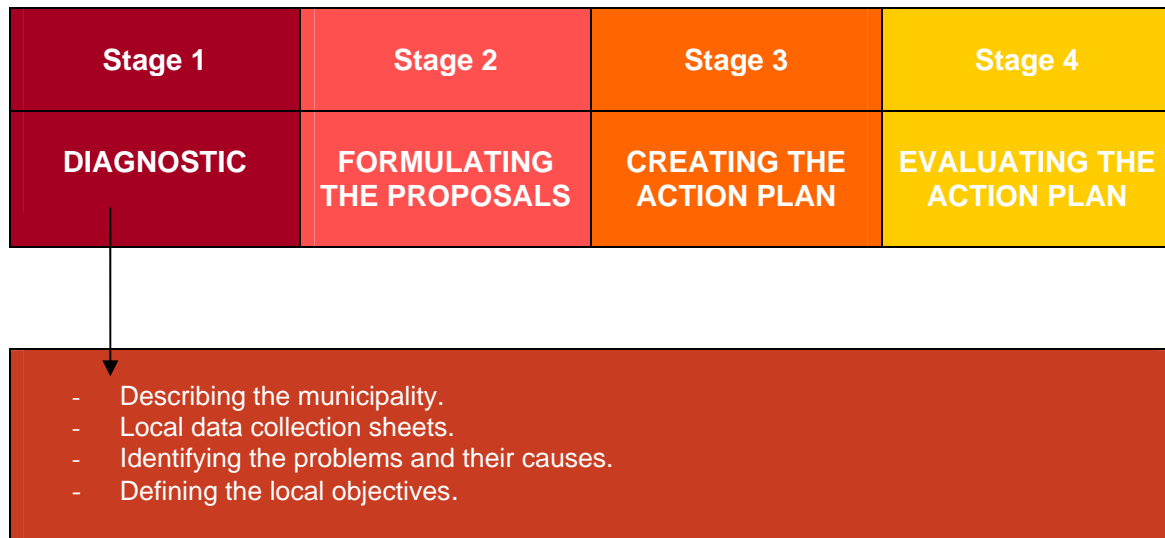 Stage 1
Stage 2
Stage 3
Stage 4
DIAGNOSTIC
FORMULATING
THE PROPOSALS
CREATING THE
ACTION PLAN
EVALUATING THE
ACTION PLAN
- Describing the municipality.
- Local data collection sheets.
- Identifying the problems and their causes.
- Defining the local objectives.